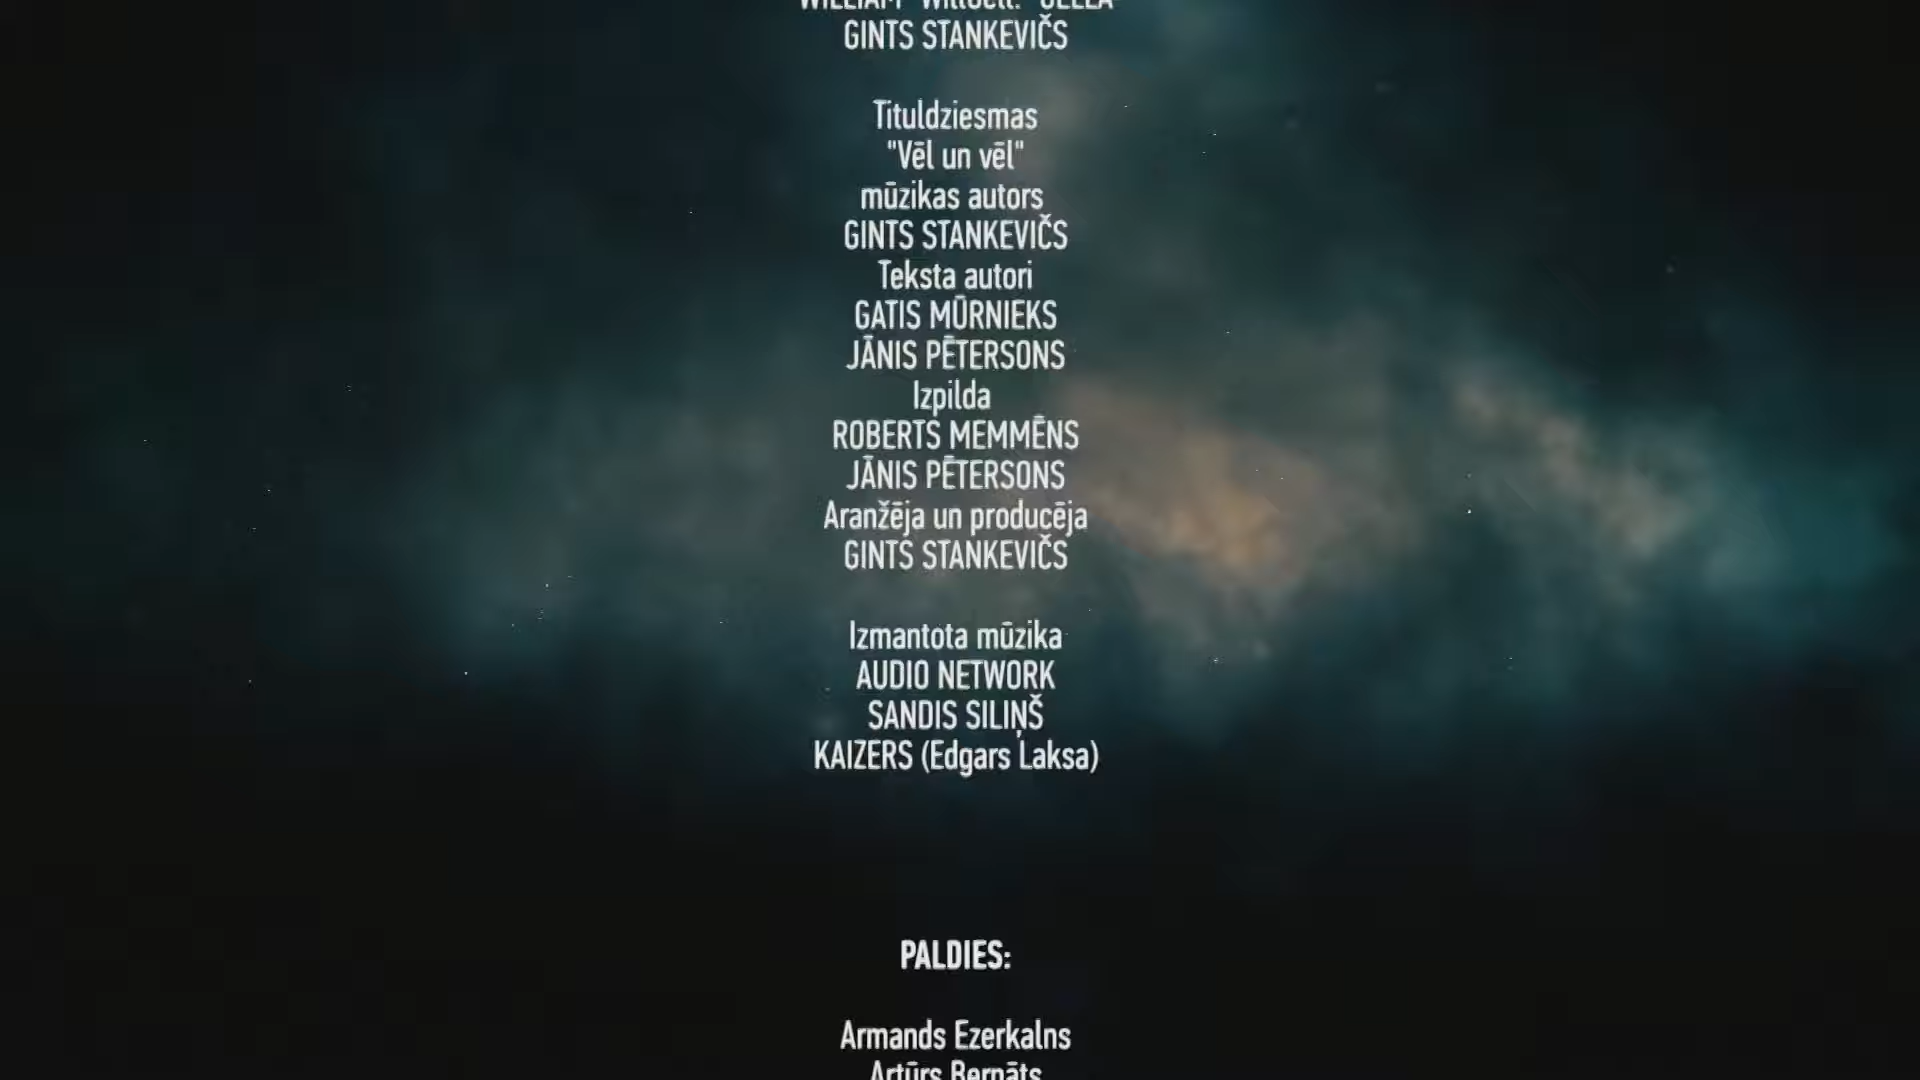 GINTS STANKEVIČS
Tituldziesmas
"Vēl un vēl"
mūzikas autors
GINTS STANKEVIČS
Teksta autori
GATIS MŪRNIEKS
JĀNIS PĒTERSONS
Izpilda
ROBERTS MEMMĒNS
JĀNIS PĒTERSONS
Aranžēja un producēja
GINTS STANKEVIČS
Izmantota mūzika
AUDIO NETWORK
SANDIS SILIŅŠ
KAIZERS (Edgars Laksa)
PALDIES:
Armands Ezerkalns
Artūrs Bernāts